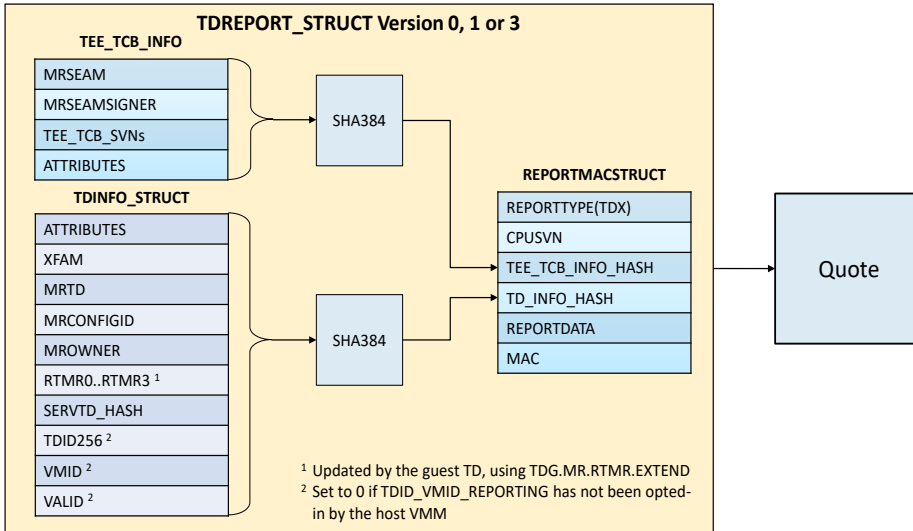 TDREPORT_STRUCT Version 0, 1 or 3
TEE_TCB_INFO
MRSEAM
MRSEAMSIGNER
TEE_TCB_SVNs
ATTRIBUTES
SHA384
TDINFO_STRUCT
ATTRIBUTES
XFAM
MRTD
MRCONFIGID
MROWNER
RTMR0..RTMR3 ¹
SERVTD_HASH
TDID256 ²
VMID ²
VALID ²
SHA384
REPORTMACSTRUCT
REPORTTYPE(TDX)
CPUSVN
TEE_TCB_INFO_HASH
TD_INFO_HASH
REPORTDATA
MAC
Quote
¹ Updated by the guest TD, using TDG.MR.RTMR.EXTEND
² Set to 0 if TDID_VMID_REPORTING has not been opted-
in by the host VMM